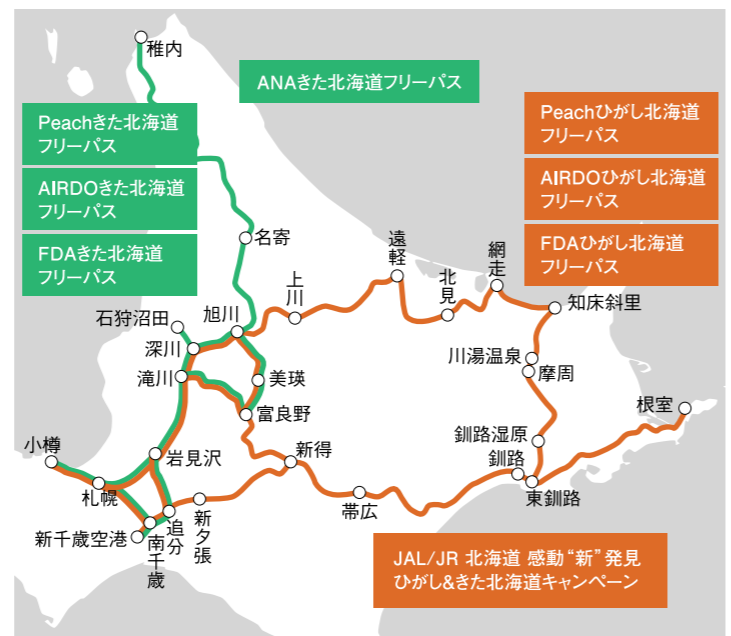 稚内
ANAきた北海道フリーパス
Peachきた北海道
フリーパス
AIRDOきた北海道
フリーパス
FDAきた北海道
フリーパス
Peachひがし北海道
フリーパス
AIRDOひがし北海道
フリーパス
FDAひがし北海道
フリーパス
名寄
遠軽
網走
上川
北見
石狩沼田
旭川
知床斜里
深川
川湯温泉
摩周
滝川
美瑛
富良野
根室
小樽
岩見沢
新得
釧路湿原
釧路
札幌
帯広
東釧路
新千歳空港
南千歳
追分
新夕張
JAL/JR 北海道 感動“新”発見
ひがし&きた北海道キャンペーン